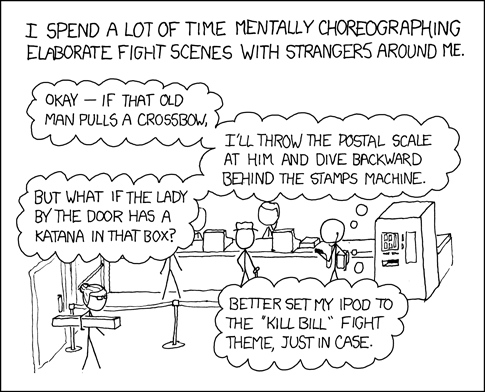 I SPEND A LOT OF TIME MENTALLY CHOREOGRAPHING
ELABORATE FIGHT SCENES WITH STRANGERS AROUND ME.
OKAY — IF THAT OLD
MAN PULLS A CROSSBOW,
I'LL THROW THE POSTAL SCALE
AT HIM AND DIVE BACKWARD
BEHIND THE STAMPS MACHINE.
BUT WHAT IF THE LADY
BY THE DOOR HAS A
KATANA IN THAT BOX?
BETTER SET MY IPOD TO
THE "KILL BILL" FIGHT
THEME, JUST IN CASE.